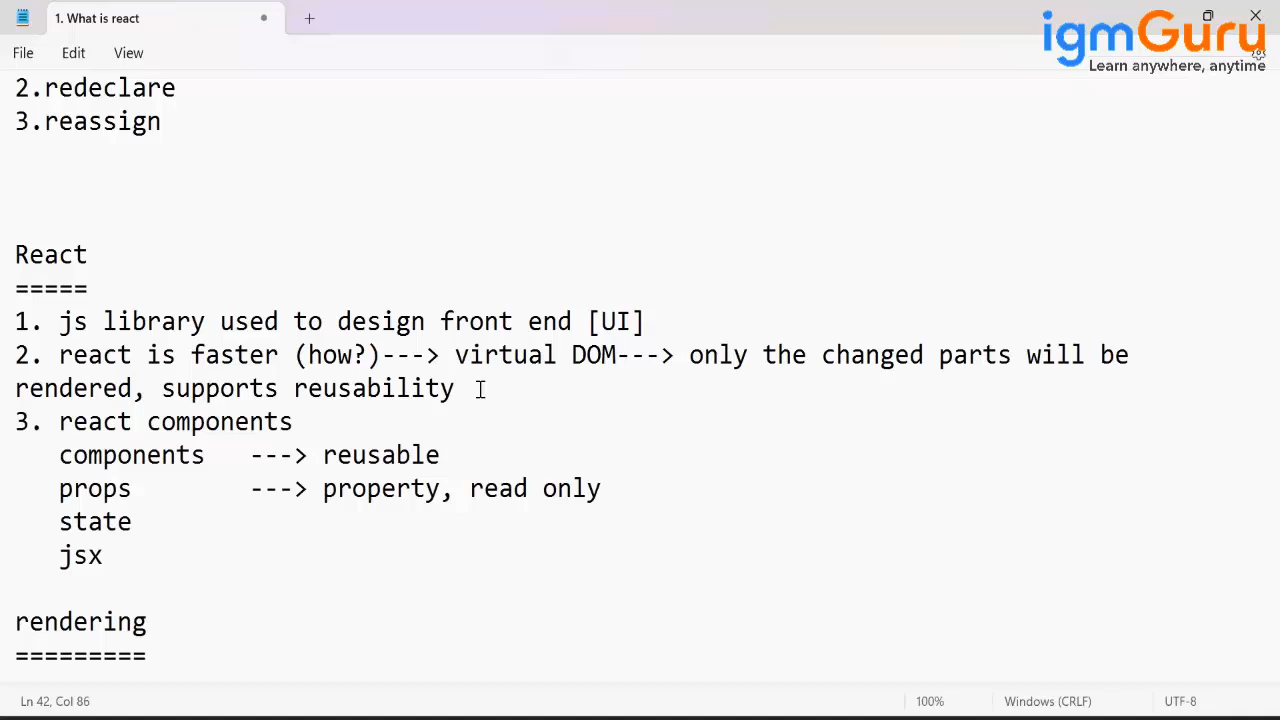 1. What is react
igmGuru
Learn anywhere, anytime
File Edit View
2.redeclare
3.reassign
React
=====
1. js library used to design front end [UI]
2. react is faster (how?)---> virtual DOM---> only the changed parts will be
rendered, supports reusability
3. react components
components ---> reusable
props ---> property, read only
state
jsx
rendering
=========
Ln 42, Col 86 100% Windows (CRLF) UTF-8